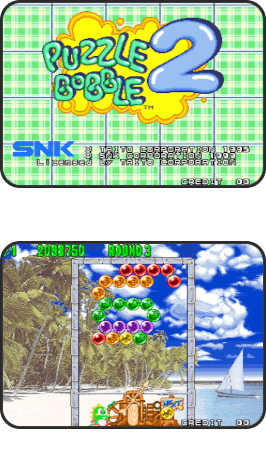 PUZZLE
BOBBLE 2
™
SNK
© TAITO CORPORATION 1995
© SNK CORPORATION 1999
Licensed by TAITO CORPORATION
CREDIT 00
ROUND 3
NEXT
CREDIT 00